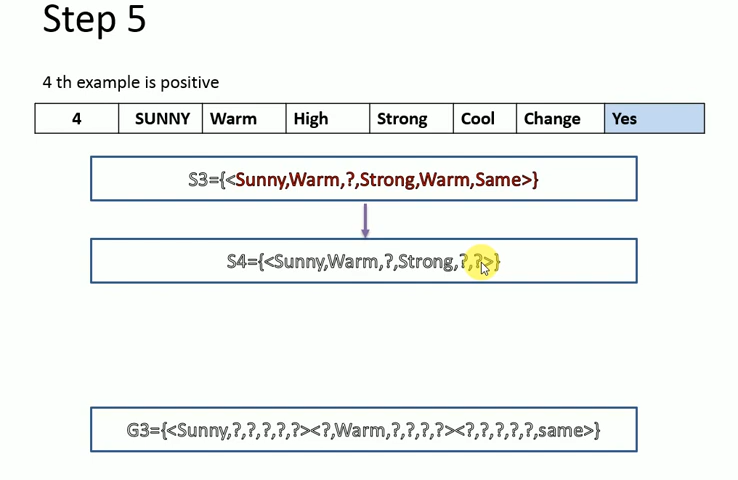 Step 5
4 th example is positive
4 SUNNY Warm High Strong Cool Change Yes
S3={<Sunny,Warm,?,Strong,Warm,Same>}
S4={<Sunny,Warm,?,Strong,?,?>}
G3={<Sunny,?,?,?,?,?><?,Warm,?,?,?,?><?,?,?,?,?,same>}